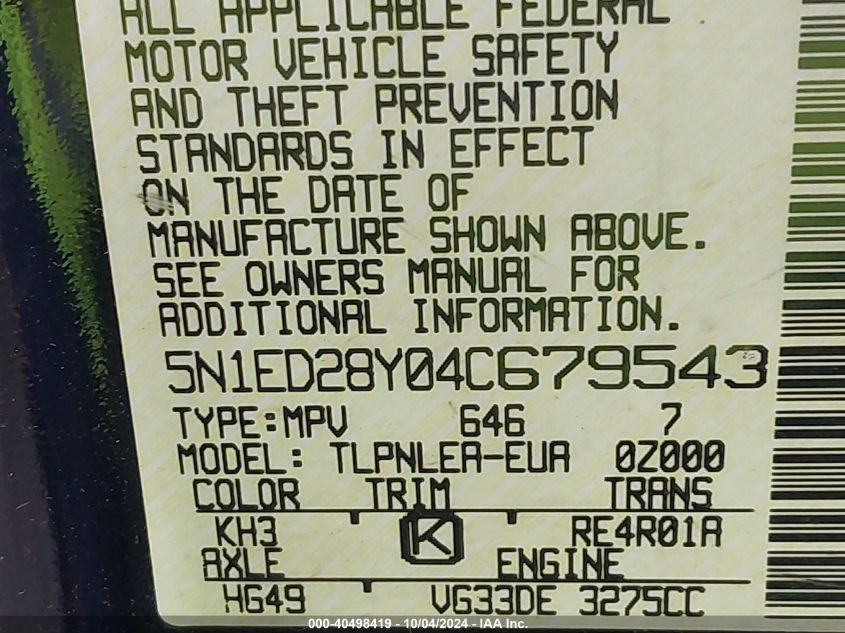 ALL APPLICABLE FEDERAL
MOTOR VEHICLE SAFETY
AND THEFT PREVENTION
STANDARDS IN EFFECT
ON THE DATE OF
MANUFACTURE SHOWN ABOVE.
SEE OWNERS MANUAL FOR
ADDITIONAL INFORMATION.
5N1ED28Y04C679543
TYPE:MPV 646 7
MODEL: TLPNLEA-EUA 0Z000
COLOR TRIM TRANS
KH3 K RE4R01A
AXLE ENGINE
HG49 VG33DE 3275CC
000-40498419 - 10/04/2024 - IAA Inc.